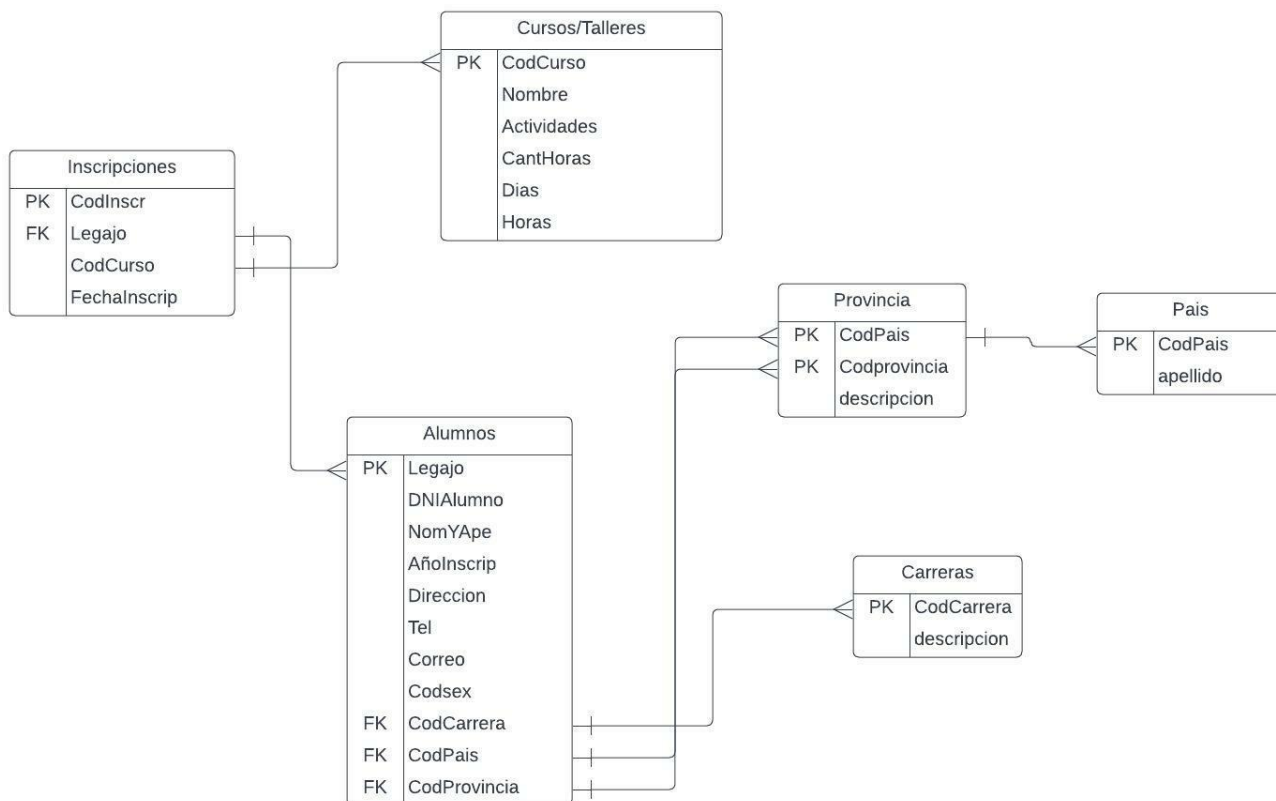 Cursos/Talleres
PK CodCurso
Nombre
Actividades
CantHoras
Dias
Horas
Inscripciones
PK CodInscr
FK Legajo
CodCurso
FechaInscrip
Provincia
PK CodPais
PK Codprovincia
descripcion
Pais
PK CodPais
apellido
Alumnos
PK Legajo
DNIAlumno
NomYApe
AñoInscrip
Direccion
Tel
Correo
Codsex
FK CodCarrera
FK CodPais
FK CodProvincia
Carreras
PK CodCarrera
descripcion